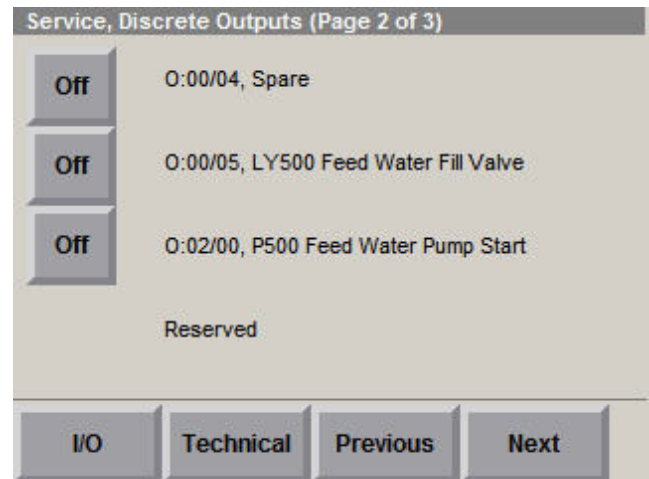 Service, Discrete Outputs (Page 2 of 3)
Off O:00/04, Spare
Off O:00/05, LY500 Feed Water Fill Valve
Off O:02/00, P500 Feed Water Pump Start
Reserved
I/O Technical Previous Next